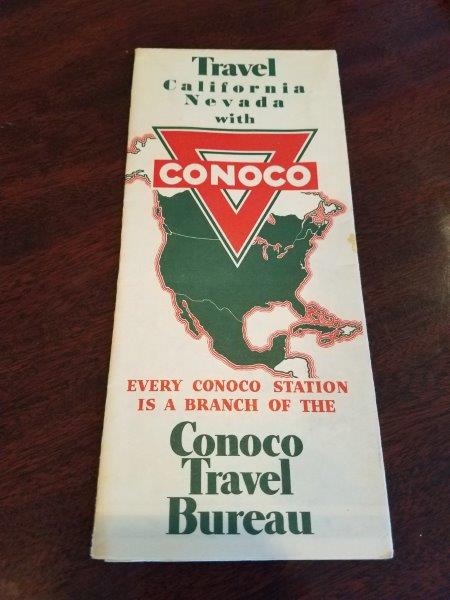 Travel
California
Nevada
with
CONOCO
EVERY CONOCO STATION
IS A BRANCH OF THE
Conoco
Travel
Bureau